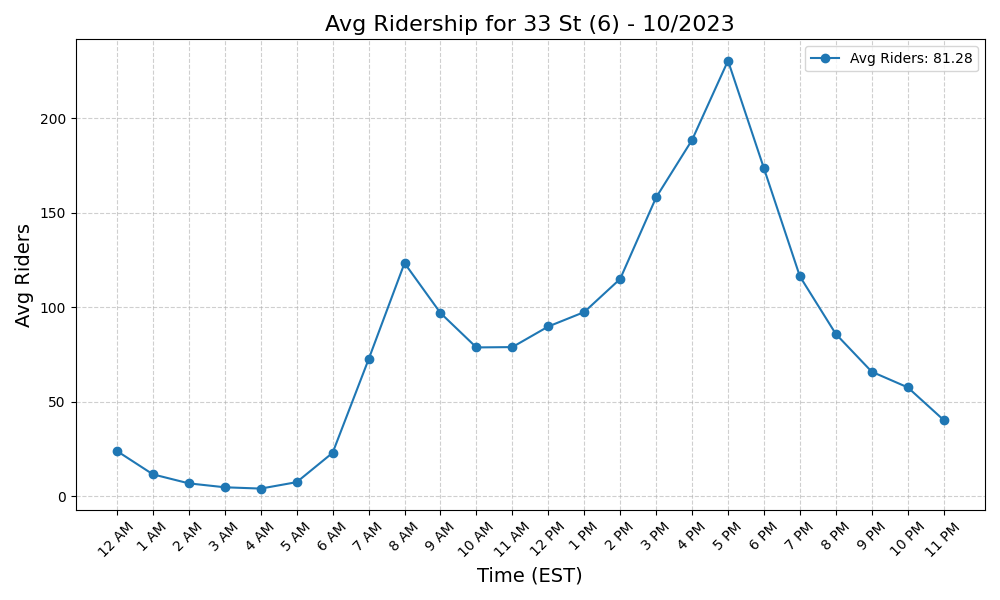 Avg Ridership for 33 St (6) - 10/2023
Avg Riders: 81.28
Avg Riders
200
150
100
50
0
12 AM
1 AM
2 AM
3 AM
4 AM
5 AM
6 AM
7 AM
8 AM
9 AM
10 AM
11 AM
12 PM
1 PM
2 PM
3 PM
4 PM
5 PM
6 PM
7 PM
8 PM
9 PM
10 PM
11 PM
Time (EST)